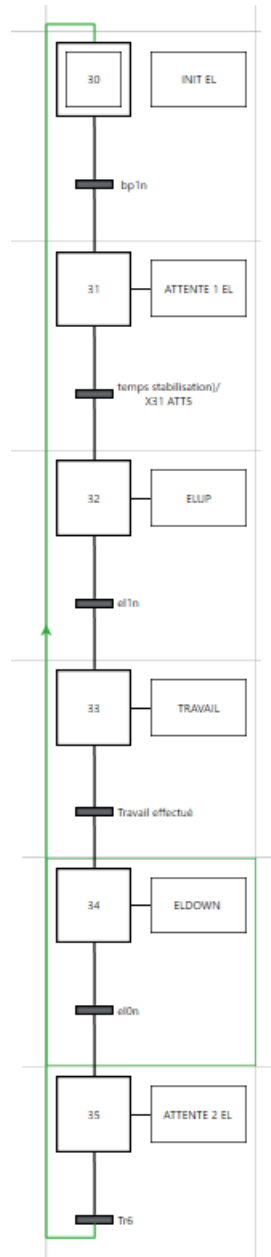 30
INIT EL
bp1n
31
ATTENTE 1 EL
temps stabilisation)/
X31 ATT5
32
ELUP
el1n
33
TRAVAIL
Travail effectué
34
ELDOWN
el0n
35
ATTENTE 2 EL
Tr6